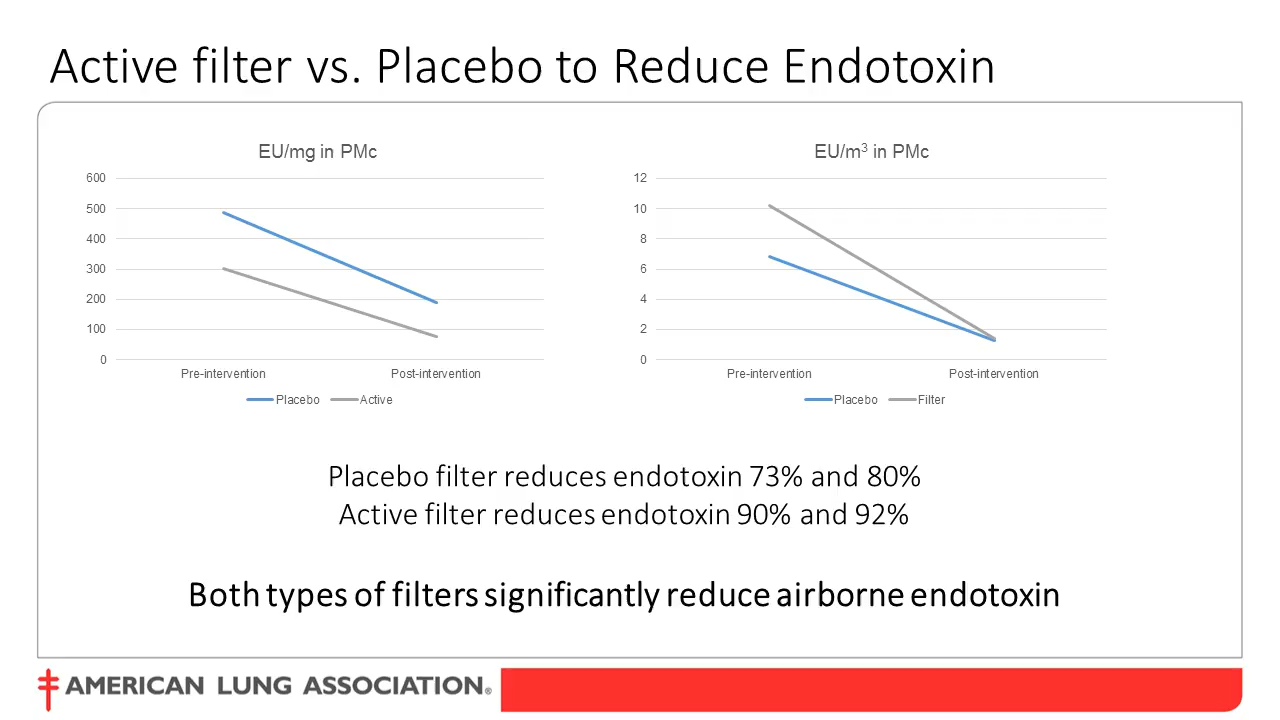 Active filter vs. Placebo to Reduce Endotoxin
EU/mg in PMc
600
500
400
300
200
100
0
Pre-intervention
Post-intervention
Placebo
Active
EU/m³ in PMc
12
10
8
6
4
2
0
Pre-intervention
Post-intervention
Placebo
Filter
Placebo filter reduces endotoxin 73% and 80%
Active filter reduces endotoxin 90% and 92%
Both types of filters significantly reduce airborne endotoxin
AMERICAN LUNG ASSOCIATION®